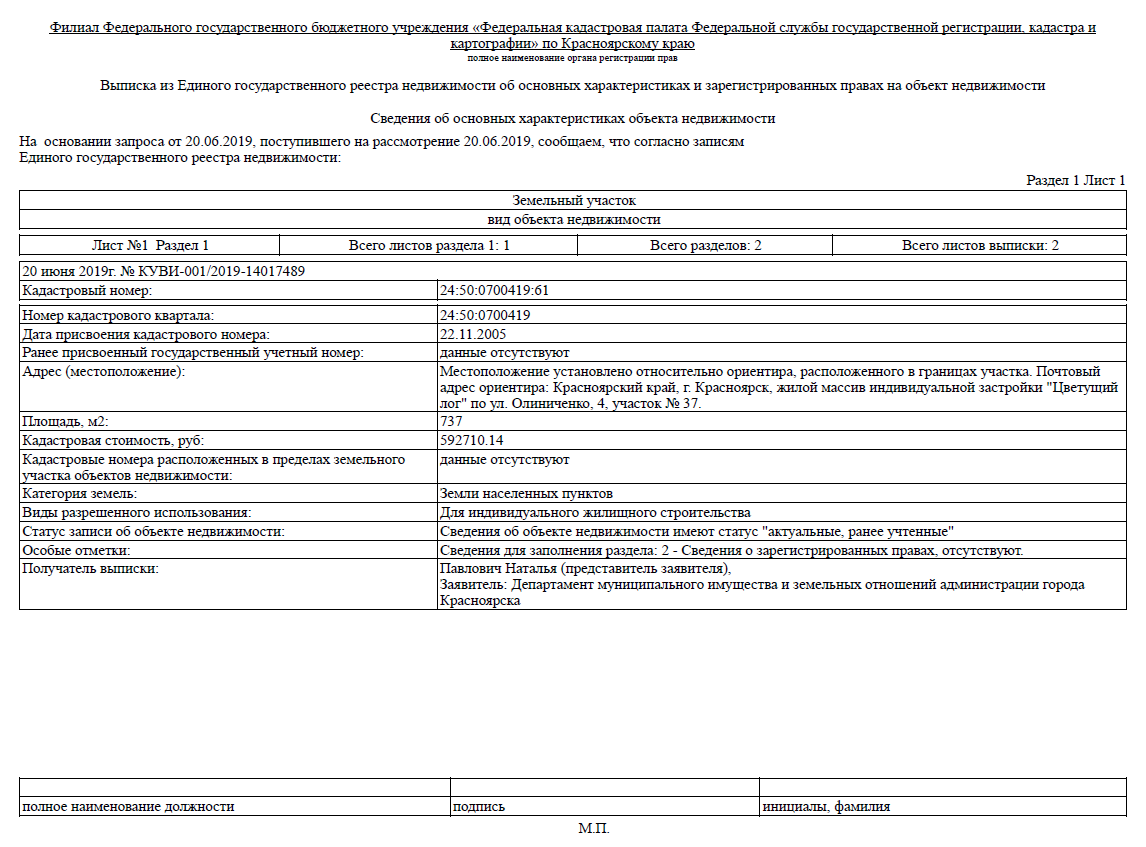 Филиал Федерального государственного бюджетного учреждения «Федеральная кадастровая палата Федеральной службы государственной регистрации, кадастра и
картографии» по Красноярскому краю
полное наименование органа регистрации прав
Выписка из Единого государственного реестра недвижимости об основных характеристиках и зарегистрированных правах на объект недвижимости
Сведения об основных характеристиках объекта недвижимости
На основании запроса от 20.06.2019, поступившего на рассмотрение 20.06.2019, сообщаем, что согласно записям
Единого государственного реестра недвижимости:
Раздел 1 Лист 1
Земельный участок
вид объекта недвижимости
Лист №1 Раздел 1 Всего листов раздела 1: 1 Всего разделов: 2 Всего листов выписки: 2
20 июня 2019г. № КУВИ-001/2019-14017489
Кадастровый номер: 24:50:0700419:61
Номер кадастрового квартала: 24:50:0700419
Дата присвоения кадастрового номера: 22.11.2005
Ранее присвоенный государственный учетный номер: данные отсутствуют
Адрес (местоположение): Местоположение установлено относительно ориентира, расположенного в границах участка. Почтовый
адрес ориентира: Красноярский край, г. Красноярск, жилой массив индивидуальной застройки "Цветущий
лог" по ул. Олиниченко, 4, участок № 37.
Площадь, м2: 737
Кадастровая стоимость, руб: 592710.14
Кадастровые номера расположенных в пределах земельного данные отсутствуют
участка объектов недвижимости:
Категория земель: Земли населенных пунктов
Виды разрешенного использования: Для индивидуального жилищного строительства
Статус записи об объекте недвижимости: Сведения об объекте недвижимости имеют статус "актуальные, ранее учтенные"
Особые отметки: Сведения для заполнения раздела: 2 - Сведения о зарегистрированных правах, отсутствуют.
Получатель выписки: Павлович Наталья (представитель заявителя),
Заявитель: Департамент муниципального имущества и земельных отношений администрации города
Красноярска
полное наименование должности подпись инициалы, фамилия
М.П.